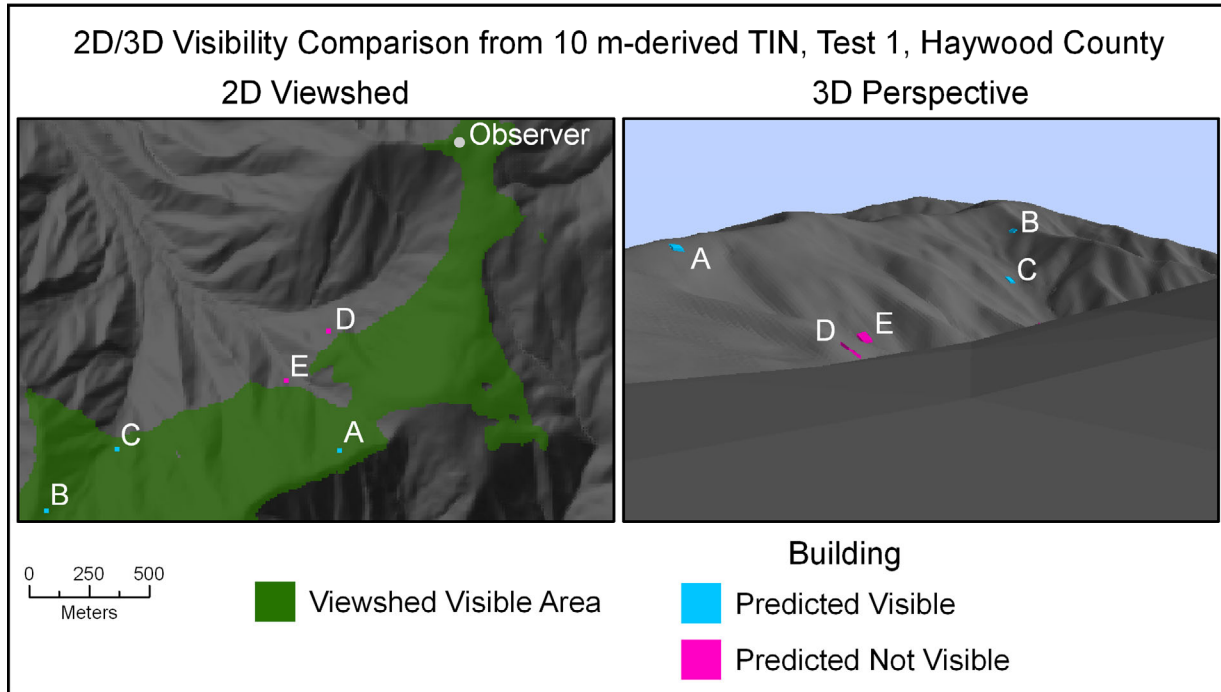 2D/3D Visibility Comparison from 10 m-derived TIN, Test 1, Haywood County
2D Viewshed
3D Perspective
Observer
D
E
C
A
B
A
B
C
D
E
0 250 500
Meters
Viewshed Visible Area
Building
Predicted Visible
Predicted Not Visible